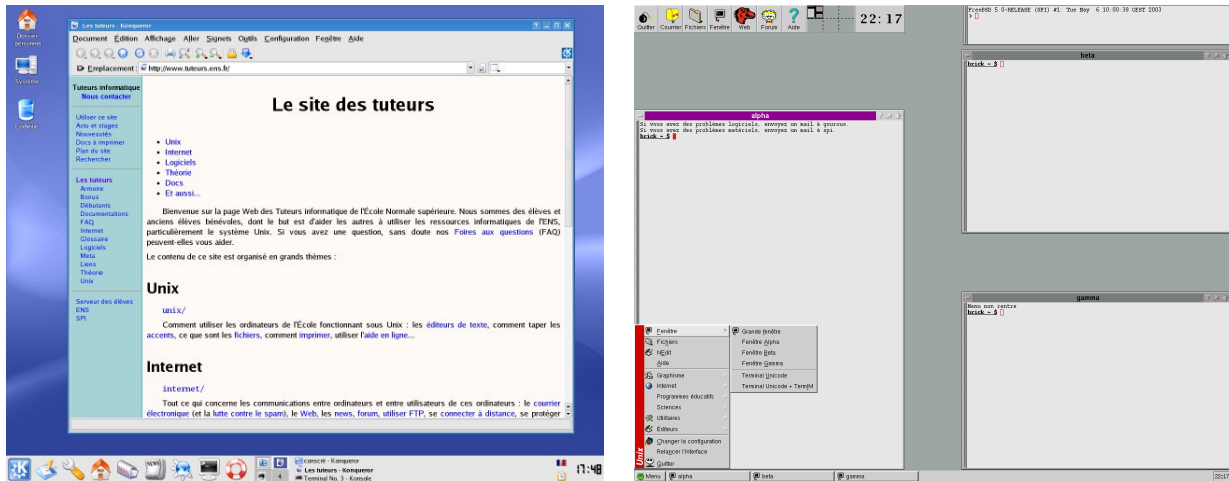 Dossier
personnel
Système
Corbeille
Les tuteurs - Konqueror
Document Édition Affichage Aller Signets Outils Configuration Fenêtre Aide
Emplacement : http://www.tuteurs.ens.fr/
Tuteurs informatique
Nous contacter
Utiliser ce site
Actu et stages
Nouveautés
Docs à imprimer
Plan du site
Rechercher
Les tuteurs
Armoire
Bonus
Débutants
Documentations
FAQ
Internet
Glossaire
Logiciels
Meta
Liens
Théorie
Unix
Serveur des élèves
ENS
SPI
Le site des tuteurs
• Unix
• Internet
• Logiciels
• Théorie
• Docs
• Et aussi...
Bienvenue sur la page Web des Tuteurs informatique de l'École Normale supérieure. Nous sommes des élèves et
anciens élèves bénévoles, dont le but est d'aider les autres à utiliser les ressources informatiques de l'ENS,
particulièrement le système Unix. Si vous avez une question, sans doute nos Foires aux questions (FAQ)
peuvent-elles vous aider.
Le contenu de ce site est organisé en grands thèmes :
Unix
unix/
Comment utiliser les ordinateurs de l'École fonctionnant sous Unix : les éditeurs de texte, comment taper les
accents, ce que sont les fichiers, comment imprimer, utiliser l'aide en ligne...
Internet
internet/
Tout ce qui concerne les communications entre ordinateurs et entre utilisateurs de ces ordinateurs : le courrier
électronique (et la lutte contre le spam), le Web, les news, forum, utiliser FTP, se connecter à distance, se protéger
conscrit - Konqueror
Les tuteurs - Konqueror
Terminal No. 3 - Konsole
17:48
Quitter Courrier Fichiers Fenêtre Web Forum Aide
22:17
FreeBSD 5.0-RELEASE (SPI) #1: Tue May 6 10:00:38 CEST 2003
>
beta
brick ~ $
alpha
Si vous avez des problèmes logiciels, envoyez un mail à gourous.
Si vous avez des problèmes matériels, envoyez un mail à spi.
brick ~ $
gamma
Menu non rentre
brick ~ $
Unix
Fenêtre
Fichiers
NEdit
Aide
Graphisme
Internet
Programmes éducatifs
Sciences
Utilitaires
Éditeurs
Changer la configuration
Relancer l'interface
Quitter
Grande fenêtre
Fenêtre Alpha
Fenêtre Beta
Fenêtre Gamma
Terminal Unicode
Terminal Unicode + TermIM
Menu alpha beta gamma 22:17